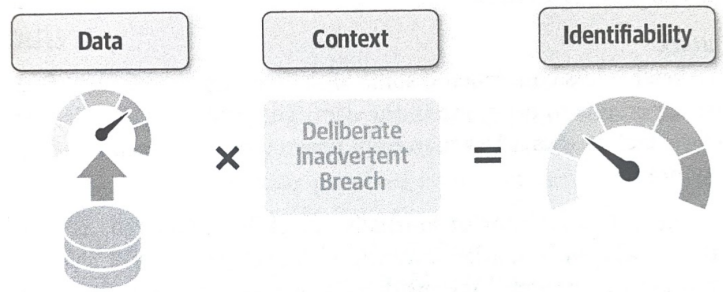 Data
Context
Identifiability
×
Deliberate
Inadvertent
Breach
=